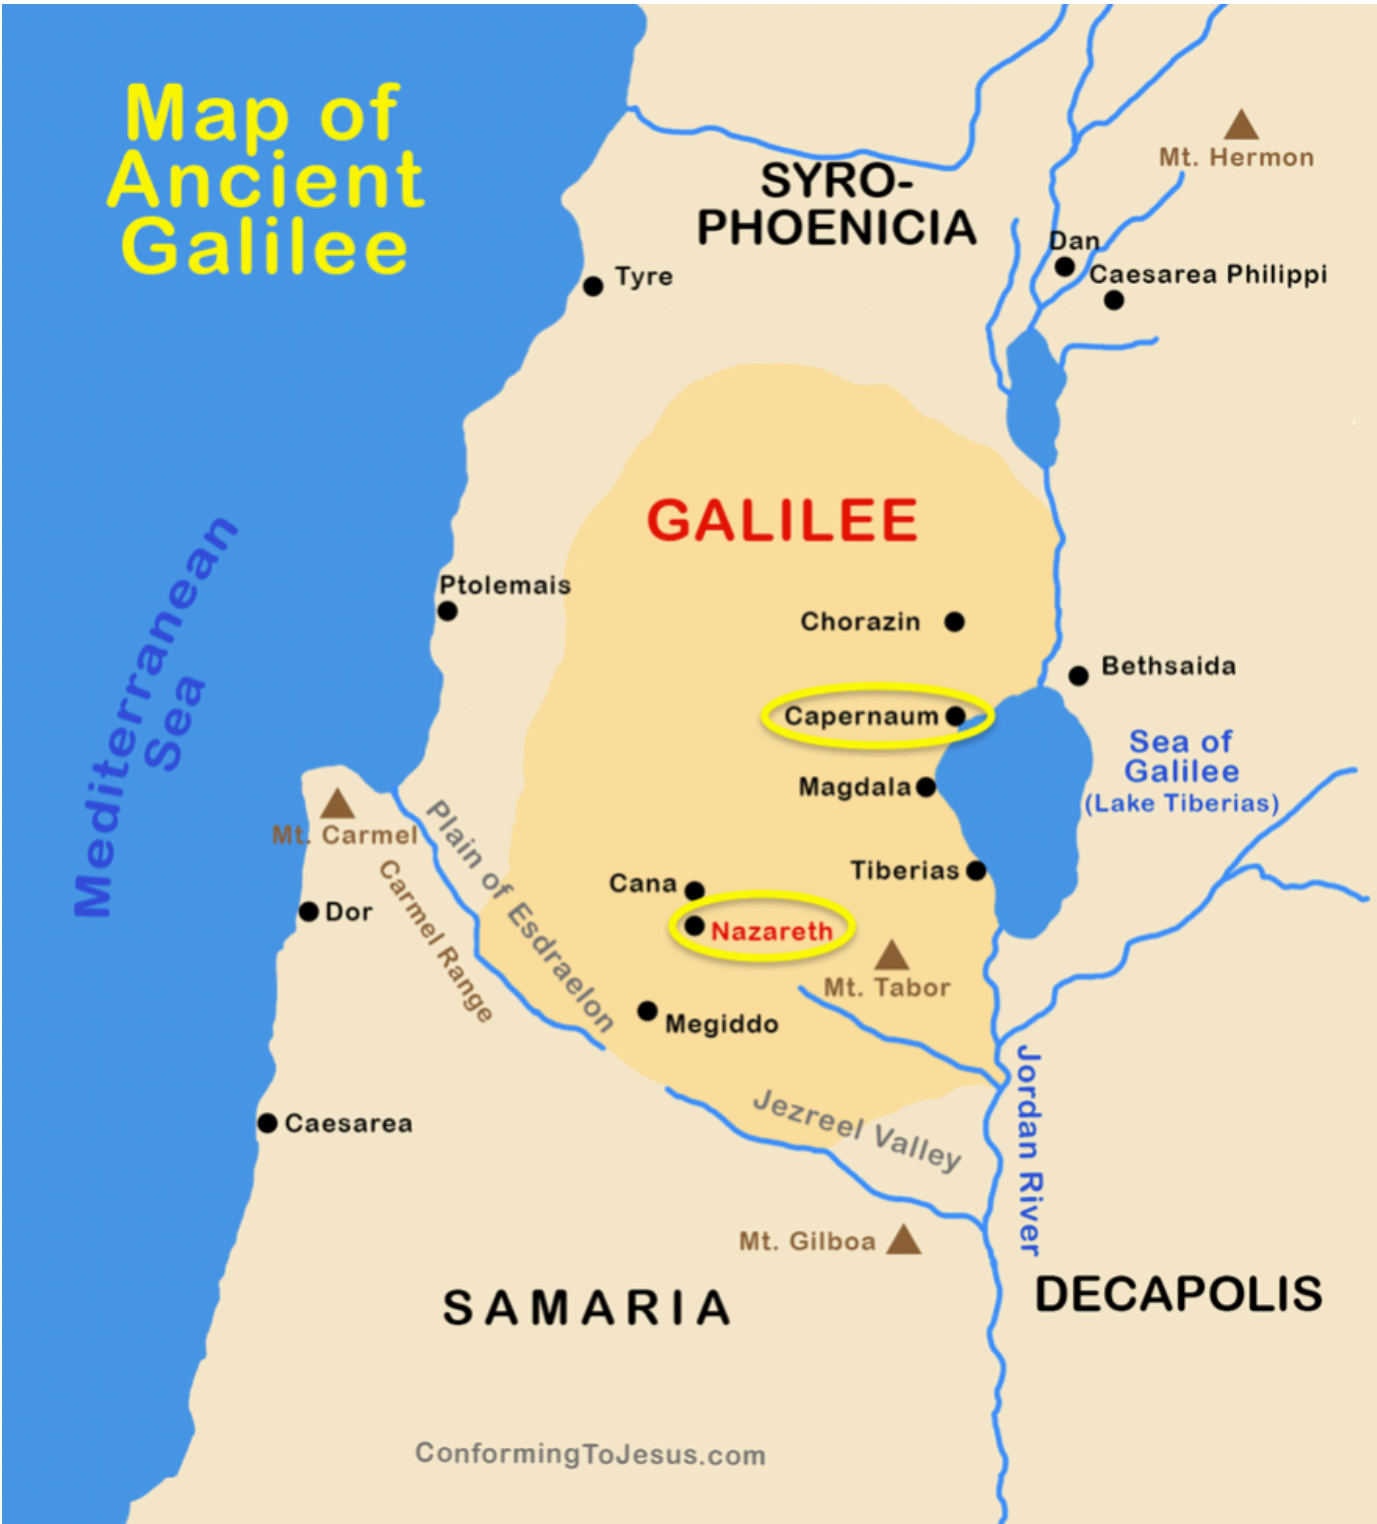 Map of
Ancient
Galilee
Mt. Hermon
SYRO-
PHOENICIA
Dan
Caesarea Philippi
Tyre
GALILEE
Mediterranean
Sea
Ptolemais
Chorazin
Bethsaida
Capernaum
Sea of
Galilee
(Lake Tiberias)
Magdala
Mt. Carmel
Plain of Esdraelon
Carmel Range
Tiberias
Cana
Dor
Nazareth
Mt. Tabor
Megiddo
Jordan River
Caesarea
Jezreel Valley
Mt. Gilboa
SAMARIA
DECAPOLIS
ConformingToJesus.com